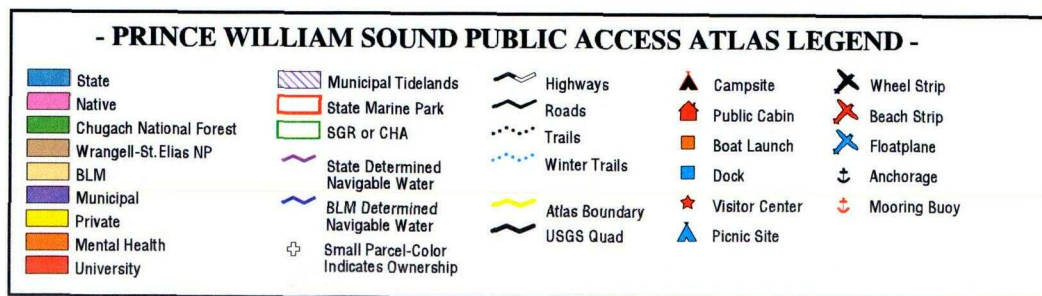 - PRINCE WILLIAM SOUND PUBLIC ACCESS ATLAS LEGEND -
State
Native
Chugach National Forest
Wrangell-St.Elias NP
BLM
Municipal
Private
Mental Health
University
Municipal Tidelands
State Marine Park
SGR or CHA
State Determined
Navigable Water
BLM Determined
Navigable Water
Small Parcel-Color
Indicates Ownership
Highways
Roads
Trails
Winter Trails
Atlas Boundary
USGS Quad
Campsite
Public Cabin
Boat Launch
Dock
Visitor Center
Picnic Site
Wheel Strip
Beach Strip
Floatplane
Anchorage
Mooring Buoy